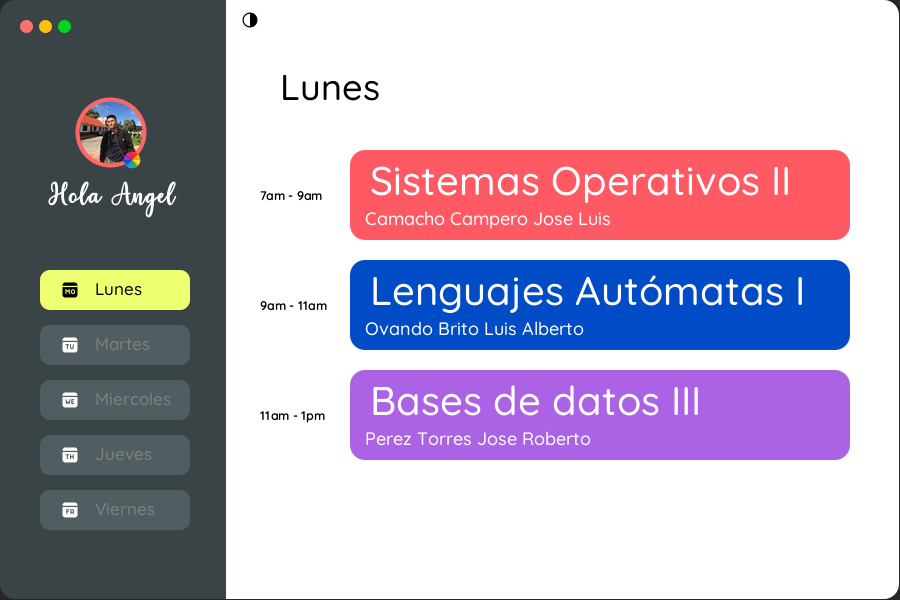 Hola Angel
MO Lunes
TU Martes
WE Miercoles
TH Jueves
FR Viernes
Lunes
7am - 9am
Sistemas Operativos II
Camacho Campero Jose Luis
9am - 11am
Lenguajes Autómatas I
Ovando Brito Luis Alberto
11am - 1pm
Bases de datos III
Perez Torres Jose Roberto